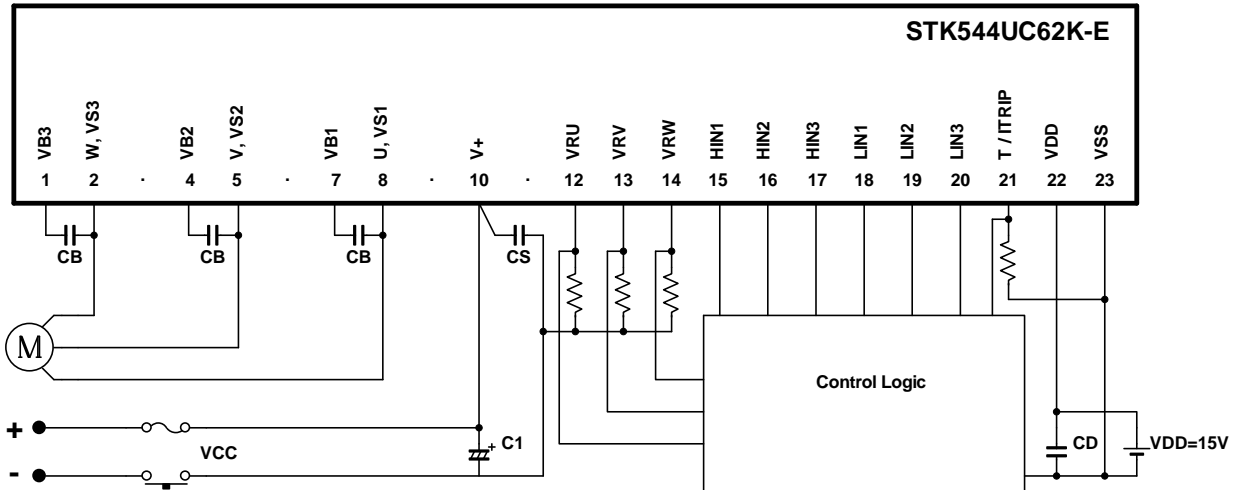 STK544UC62K-E
VB3 W, VS3 VB2 V, VS2 VB1 U, VS1 V+ VRU VRV VRW HIN1 HIN2 HIN3 LIN1 LIN2 LIN3 T / ITRIP VDD VSS
1 2 · 4 5 · 7 8 · 10 · 12 13 14 15 16 17 18 19 20 21 22 23
CB CB CB CS
M
Control Logic
+
VCC
+ C1
CD
VDD=15V
-